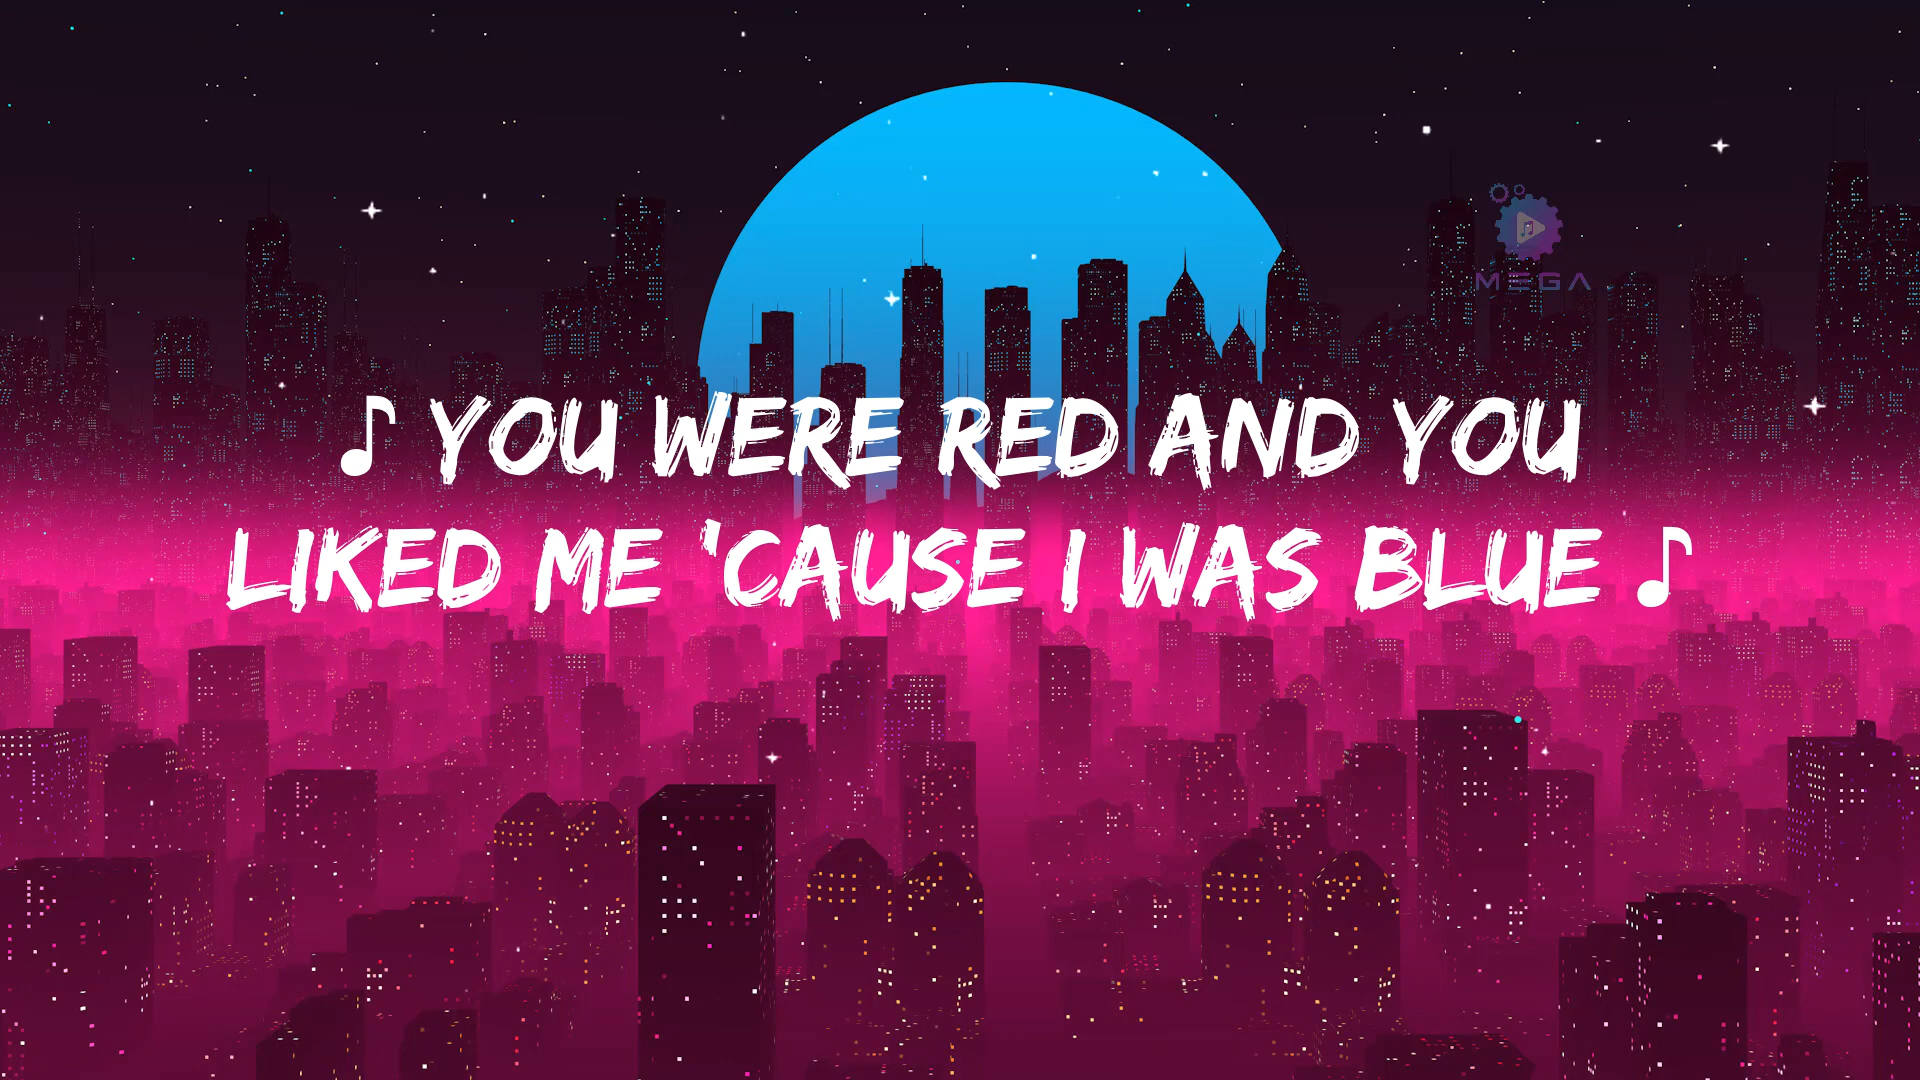 MEGA
♪ YOU WERE RED AND YOU
LIKED ME 'CAUSE I WAS BLUE ♪